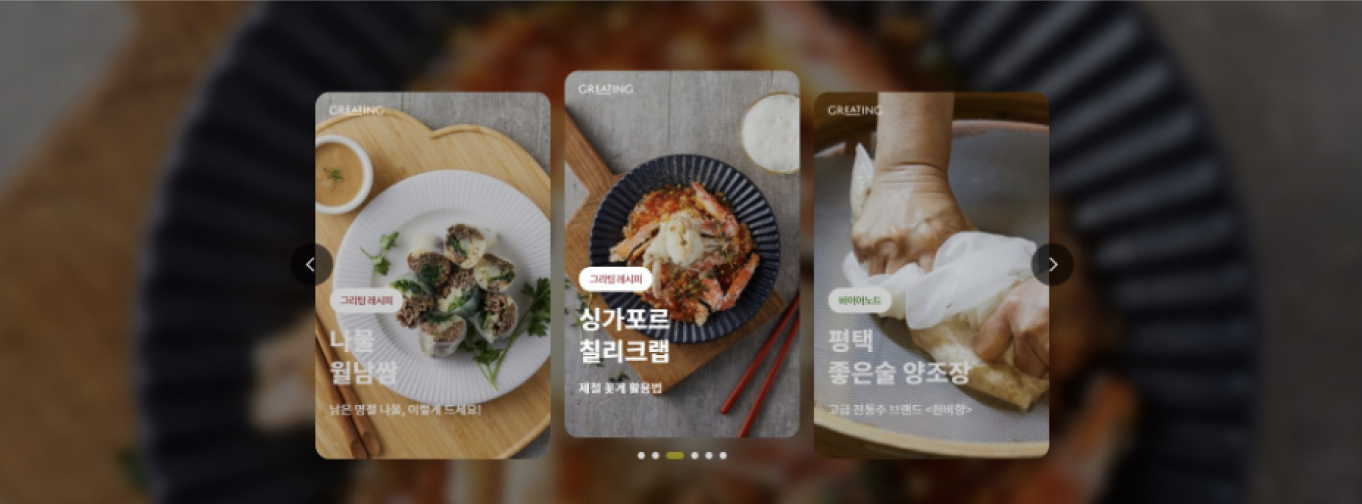 GREATING
그리팅 레시피
나물
월남쌈
남은 명절 나물, 이렇게 드세요!
GREATING
그리팅 레시피
싱가포르
칠리크랩
제철 꽃게 활용법
GREATING
바이어노트
평택
좋은술 양조장
고급 전통주 브랜드 <천비향>